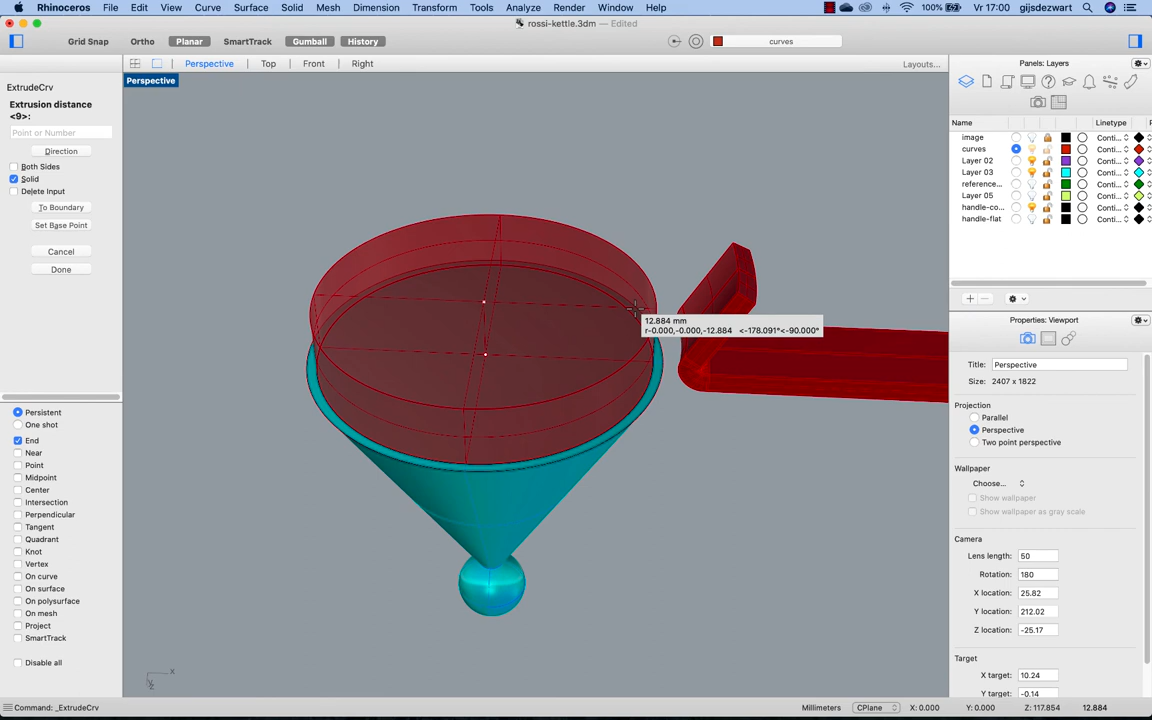 Rhinoceros File Edit View Curve Surface Solid Mesh Dimension Transform Tools Analyze Render Window Help 100% Vr 17:00 gijsdezwart
rossi-kettle.3dm — Edited
Grid Snap Ortho Planar SmartTrack Gumball History curves
Perspective Top Front Right Layouts... Panels: Layers
Perspective
ExtrudeCrv
Extrusion distance
<9>:
Point or Number
Direction
Both Sides
Solid
Delete Input
To Boundary
Set Base Point
Cancel
Done
Persistent
One shot
End
Near
Point
Midpoint
Center
Intersection
Perpendicular
Tangent
Quadrant
Knot
Vertex
On curve
On surface
On polysurface
On mesh
Project
SmartTrack
Disable all
12.884 mm
r-0.000,-0.000,-12.884 <-178.091°<-90.000°
x
Name Linetype P
image Conti...
curves Conti...
Layer 02 Conti...
Layer 03 Conti...
reference... Conti...
Layer 05 Conti...
handle-co... Conti...
handle-flat Conti...
Properties: Viewport
Title: Perspective
Size: 2407 x 1822
Projection
Parallel
Perspective
Two point perspective
Wallpaper
Choose...
Show wallpaper
Show wallpaper as gray scale
Camera
Lens length: 50
Rotation: 180
X location: 25.82
Y location: 212.02
Z location: -25.17
Target
X target: 10.24
Y target: -0.14
Command: _ExtrudeCrv Millimeters CPlane X: 0.000 Y: 0.000 Z: 117.854 12.884